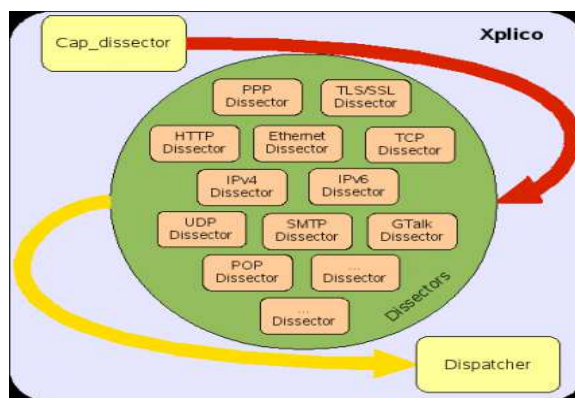 Xplico
Cap_dissector
PPP
Dissector
TLS/SSL
Dissector
HTTP
Dissector
Ethernet
Dissector
TCP
Dissector
IPv4
Dissector
IPv6
Dissector
UDP
Dissector
SMTP
Dissector
GTalk
Dissector
POP
Dissector
...
Dissector
...
Dissector
Dissectors
Dispatcher